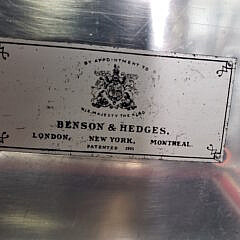 BY APPOINTMENT TO
HIS MAJESTY THE KING
BENSON & HEDGES,
LONDON, NEW YORK, MONTREAL.
PATENTED